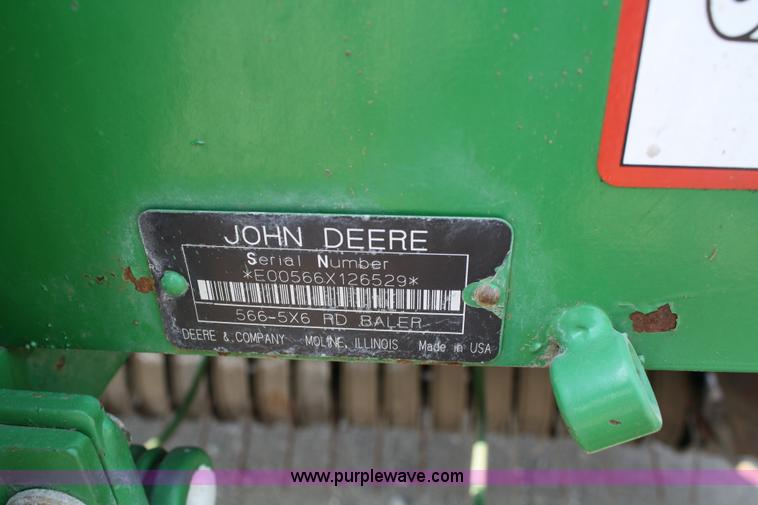 JOHN DEERE
Serial Number
*E00566X126529*
566-5X6 RD BALER
DEERE & COMPANY MOLINE, ILLINOIS Made in USA
www.purplewave.com